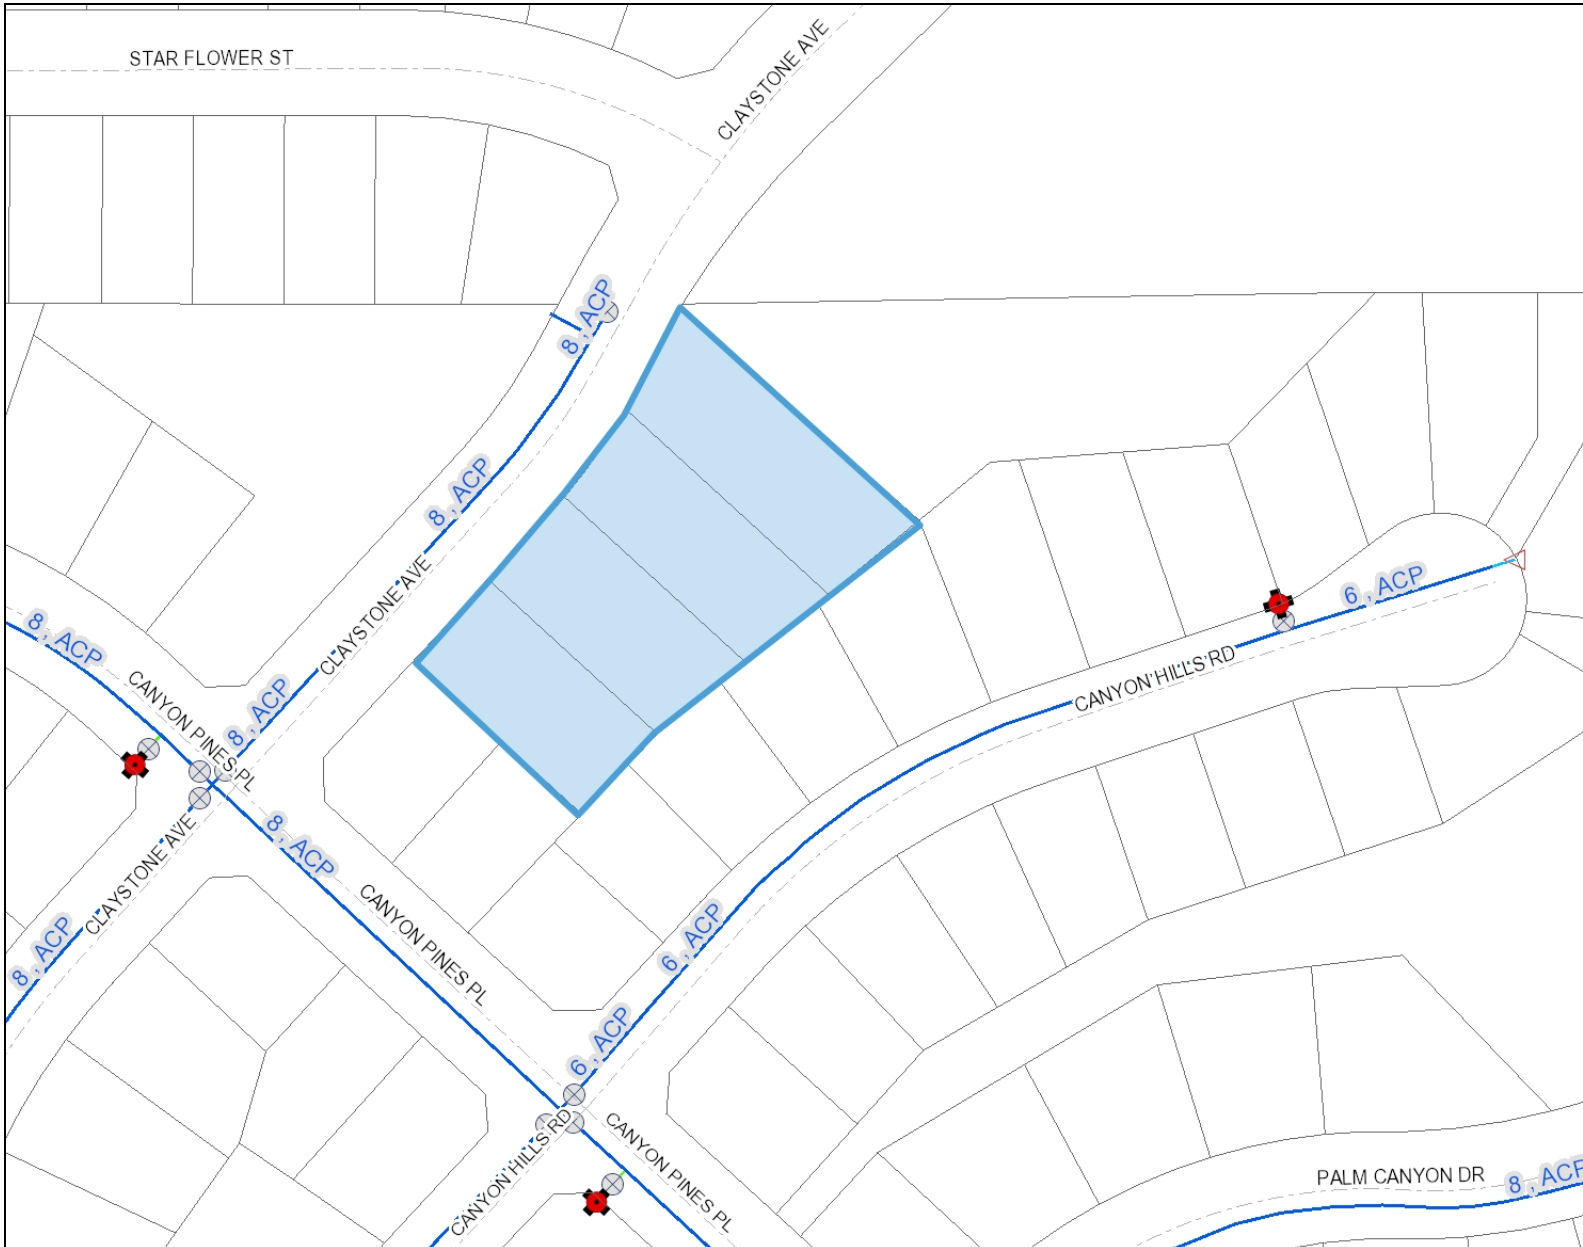 STAR FLOWER ST
CLAYSTONE AVE
8 , ACP
8 , ACP
CLAYSTONE AVE
6 , ACP
8 , ACP
CANYON PINES PL
CANYON HILLS RD
8 , ACP
8 , ACP
CLAYSTONE AVE
CANYON PINES PL
8 , ACP
6 , ACP
6 , ACP
CANYON HILLS RD
CANYON PINES PL
PALM CANYON DR
8 , ACP